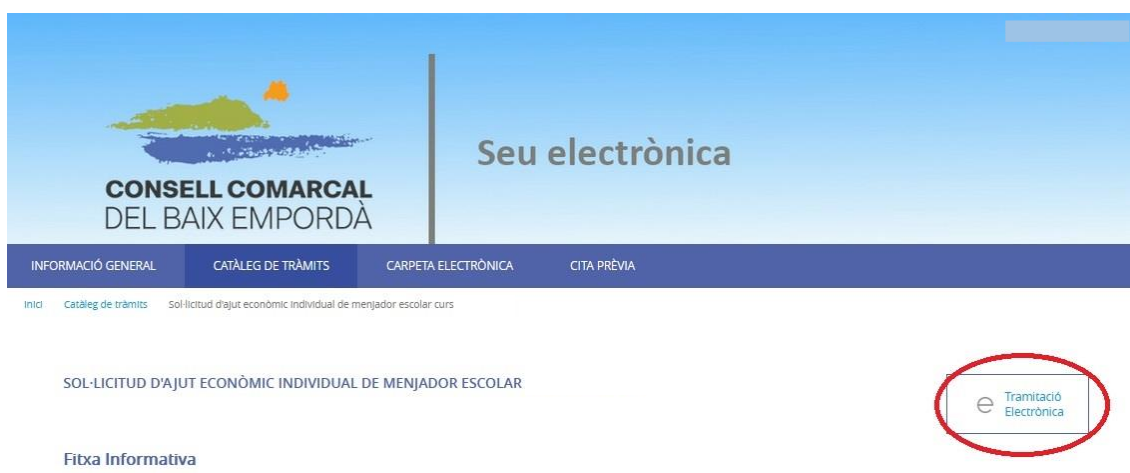 CONSELL COMARCAL
DEL BAIX EMPORDÀ
Seu electrònica
INFORMACIÓ GENERAL CATÀLEG DE TRÀMITS CARPETA ELECTRÒNICA CITA PRÈVIA
Inici Catàleg de tràmits Sol·licitud d'ajut econòmic individual de menjador escolar curs
SOL·LICITUD D'AJUT ECONÒMIC INDIVIDUAL DE MENJADOR ESCOLAR
e Tramitació
Electrònica
Fitxa Informativa